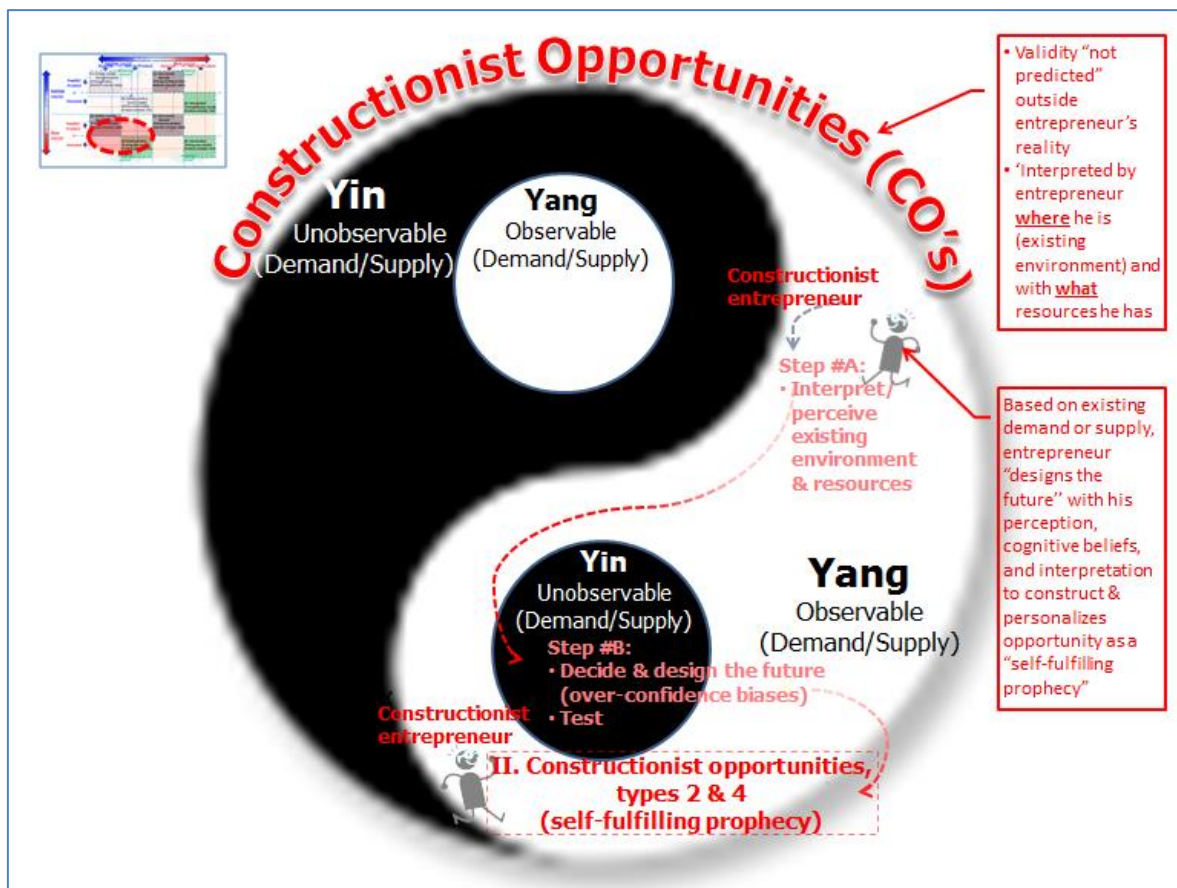 Constructionist Opportunities (CO's)
Yin
Unobservable
(Demand/Supply)
Yang
Observable
(Demand/Supply)
Constructionist
entrepreneur
Step #A:
• Interpret/
perceive
existing
environment
& resources
Yin
Unobservable
(Demand/Supply)
Step #B:
• Decide & design the future
(over-confidence biases)
• Test
Yang
Observable
(Demand/Supply)
Constructionist
entrepreneur
II. Constructionist opportunities,
types 2 & 4
(self-fulfilling prophecy)
• Validity “not
predicted”
outside
entrepreneur’s
reality
• ‘Interpreted by
entrepreneur
where he is
(existing
environment) and
with what
resources he has
Based on existing
demand or supply,
entrepreneur
“designs the
future” with his
perception,
cognitive beliefs,
and interpretation
to construct &
personalizes
opportunity as a
“self-fulfilling
prophecy”